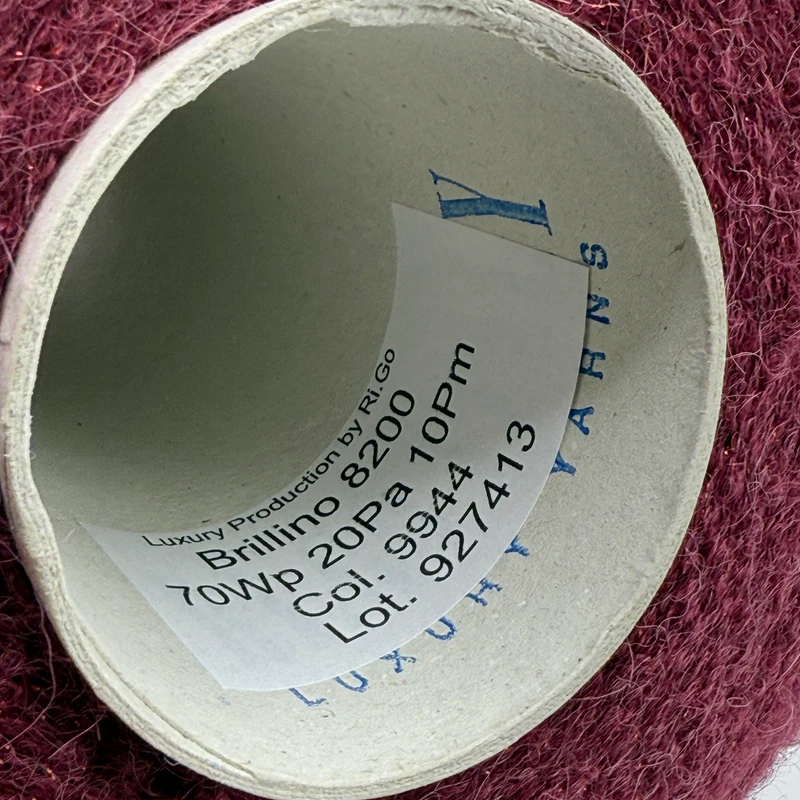 Y
LUXURY YARNS
Luxury Production by Ri.Go
Brillino 8200
70Wp 20Pa 10Pm
Col. 9944
Lot. 927413